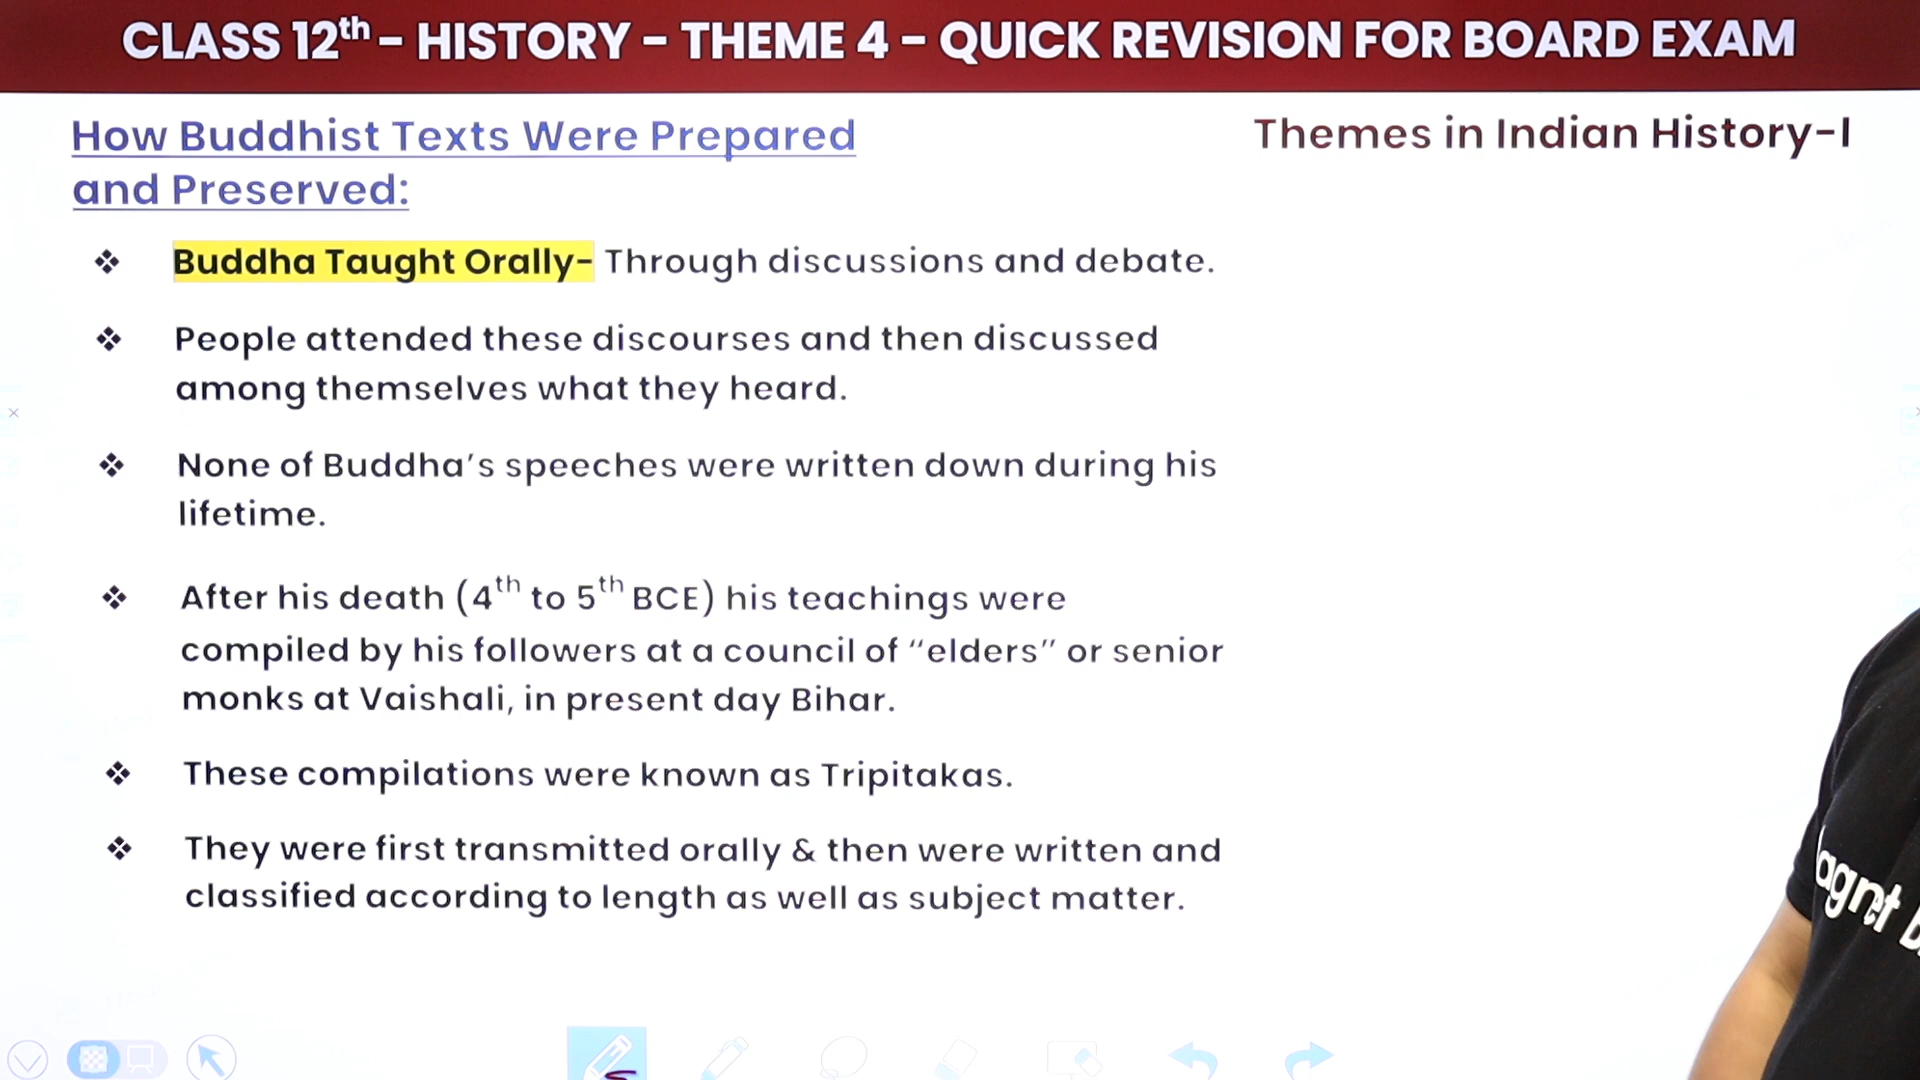 CLASS 12th - HISTORY - THEME 4 - QUICK REVISION FOR BOARD EXAM
How Buddhist Texts Were Prepared
and Preserved:
Themes in Indian History-I
❖ Buddha Taught Orally- Through discussions and debate.
❖ People attended these discourses and then discussed
among themselves what they heard.
❖ None of Buddha's speeches were written down during his
lifetime.
❖ After his death (4th to 5th BCE) his teachings were
compiled by his followers at a council of "elders" or senior
monks at Vaishali, in present day Bihar.
❖ These compilations were known as Tripitakas.
❖ They were first transmitted orally & then were written and
classified according to length as well as subject matter.